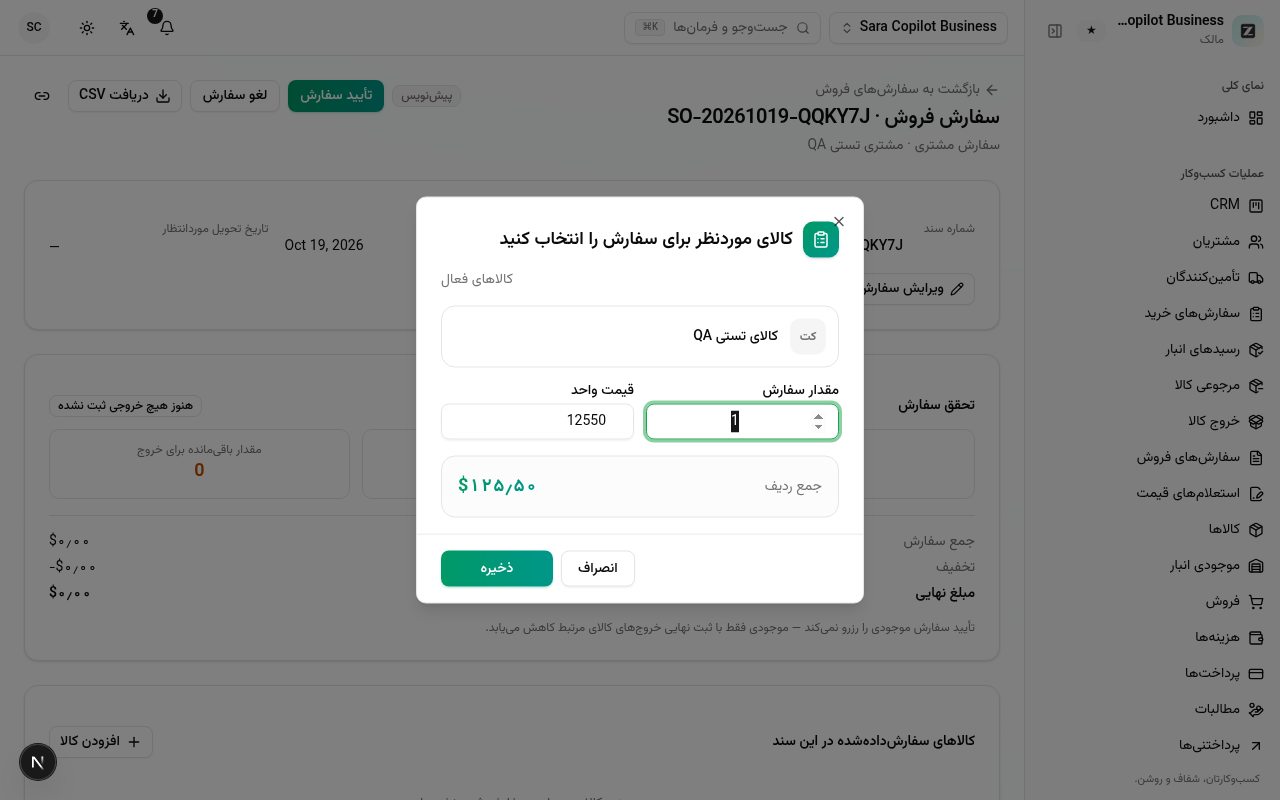 …opilot Business
مالک
Sara Copilot Business
جست‌وجو و فرمان‌ها
⌘K
7
SC
نمای کلی
داشبورد
عملیات کسب‌وکار
CRM
مشتریان
تأمین‌کنندگان
سفارش‌های خرید
رسیدهای انبار
مرجوعی کالا
خروج کالا
سفارش‌های فروش
استعلام‌های قیمت
کالاها
موجودی انبار
فروش
هزینه‌ها
پرداخت‌ها
مطالبات
پرداختنی‌ها
کسب‌وکارتان، شفاف و روشن.
بازگشت به سفارش‌های فروش
سفارش فروش · SO-20261019-QQKY7J
سفارش مشتری · مشتری تستی QA
پیش‌نویس
تأیید سفارش
لغو سفارش
دریافت CSV
شماره سند
QKY7J
Oct 19, 2026
تاریخ تحویل موردانتظار
—
ویرایش سفارش
تحقق سفارش
هنوز هیچ خروجی ثبت نشده
مقدار باقی‌مانده برای خروج
0
جمع سفارش
$۰٫۰۰
تخفیف
-$۰٫۰۰
مبلغ نهایی
$۰٫۰۰
تأیید سفارش موجودی را رزرو نمی‌کند — موجودی فقط با ثبت نهایی خروج‌های کالای مرتبط کاهش می‌یابد.
کالاهای سفارش‌داده‌شده در این سند
افزودن کالا
N
کالای موردنظر برای سفارش را انتخاب کنید
کالاهای فعال
کت
کالای تستی QA
مقدار سفارش
1
قیمت واحد
12550
جمع ردیف
$۱۲۵٫۵۰
انصراف
ذخیره